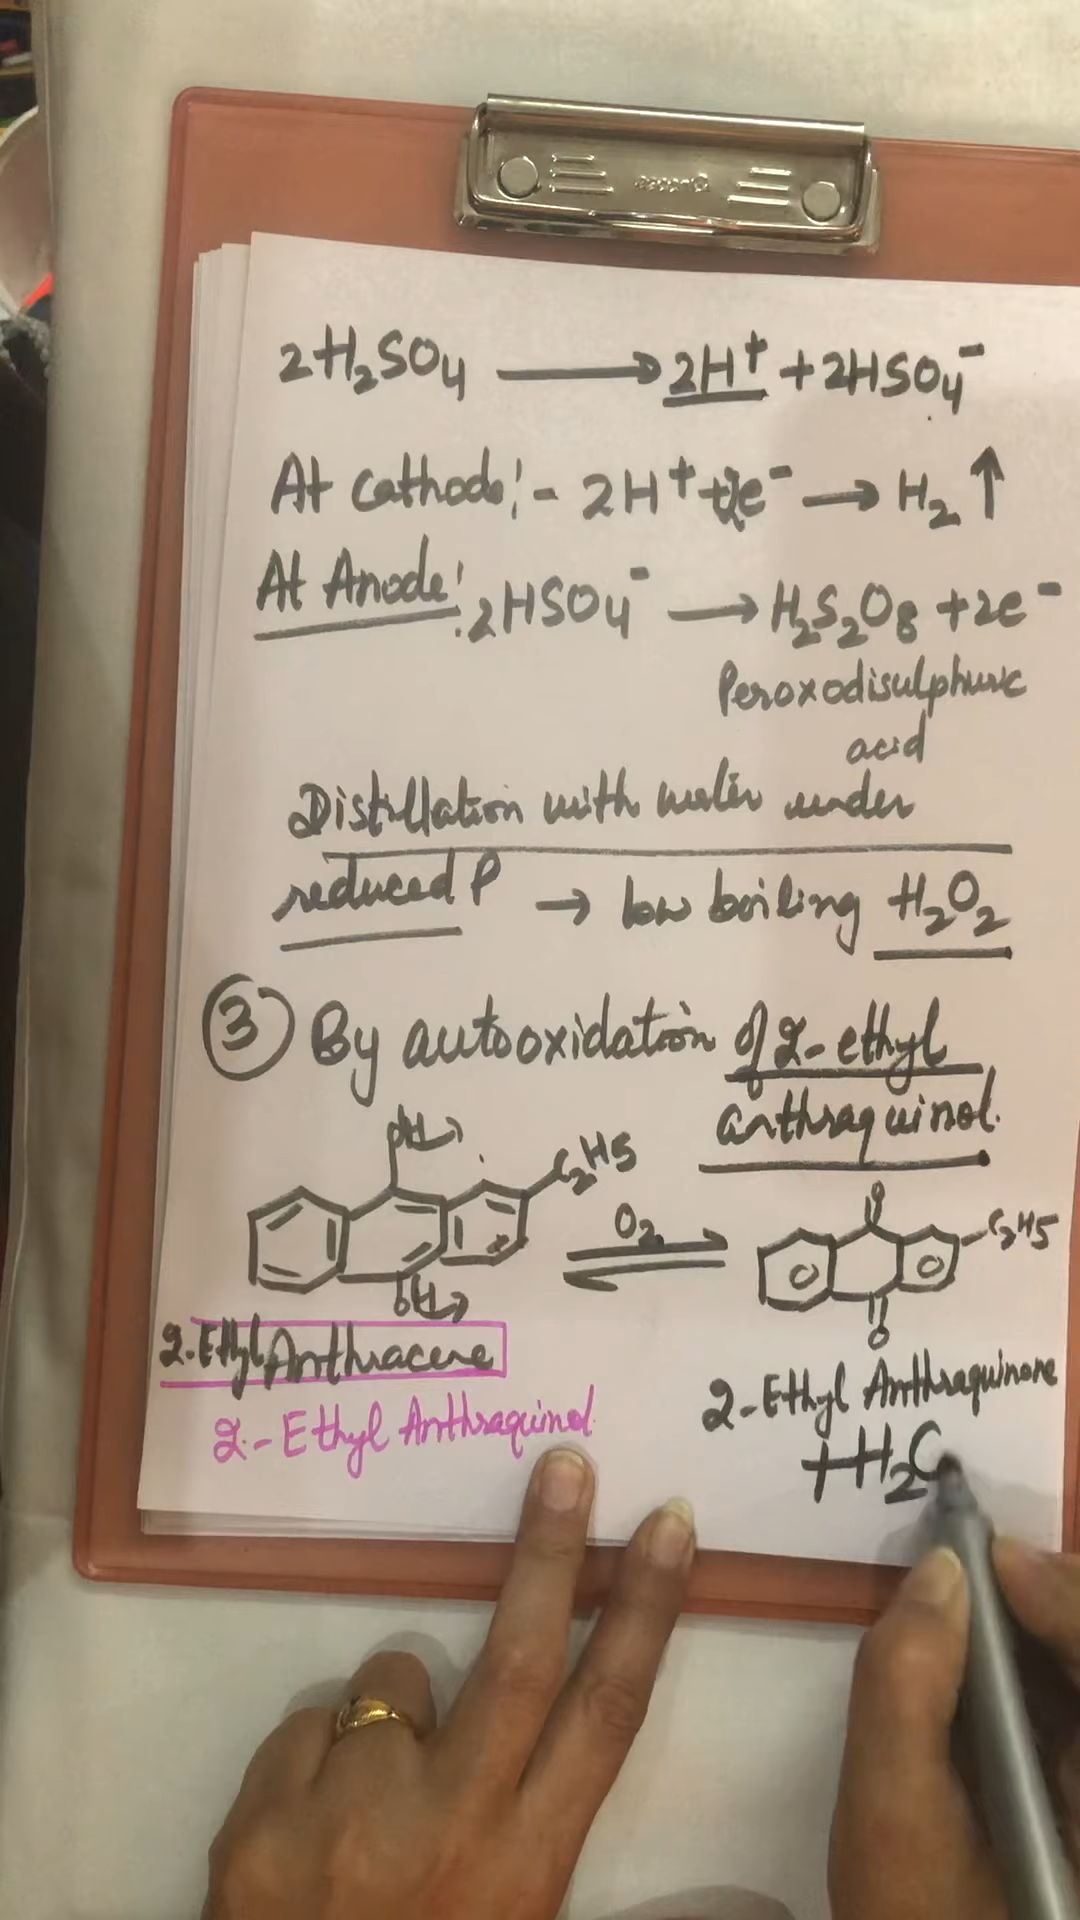 2H₂SO₄ ⟶ 2H⁺ + 2HSO₄⁻
At Cathode:- 2H⁺ + 2e⁻ → H₂ ↑
At Anode: 2HSO₄⁻ ⟶ H₂S₂O₈ + 2e⁻
Peroxodisulphuric
acid
Distillation with water under
reduced P → low boiling H₂O₂
③ By autooxidation of 2-ethyl
anthraquinol.
OH
C₂H5
O₂
O
C₂H5
OH
O
2-Ethyl Anthracene
2-Ethyl Anthraquinone
2-Ethyl Anthraquinol
+H₂